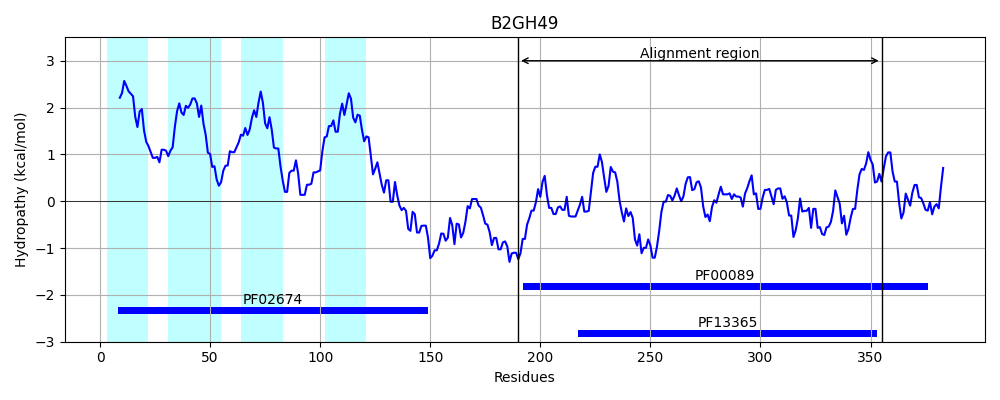 B2GH49
Alignment region
Hydropathy (kcal/mol)
3
2
1
0
−1
−2
−3
PF00089
PF02674
PF13365
0 50 100 150 200 250 300 350
Residues